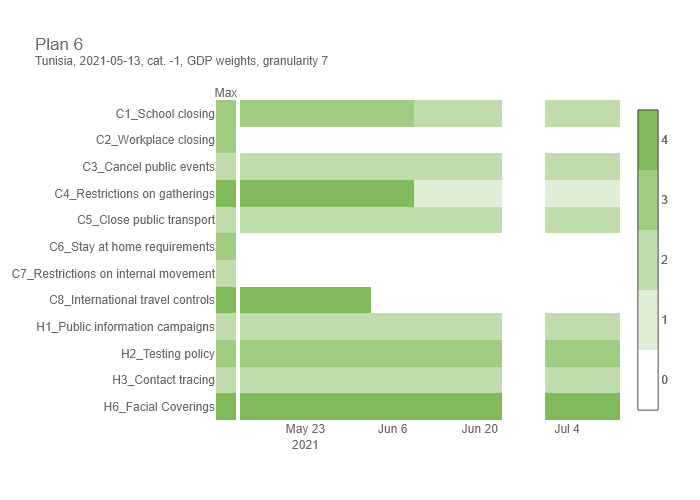 Plan 6
Tunisia, 2021-05-13, cat. -1, GDP weights, granularity 7
Max
C1_School closing
C2_Workplace closing
C3_Cancel public events
C4_Restrictions on gatherings
C5_Close public transport
C6_Stay at home requirements
C7_Restrictions on internal movement
C8_International travel controls
H1_Public information campaigns
H2_Testing policy
H3_Contact tracing
H6_Facial Coverings
May 23
2021
Jun 6
Jun 20
Jul 4
4
3
2
1
0